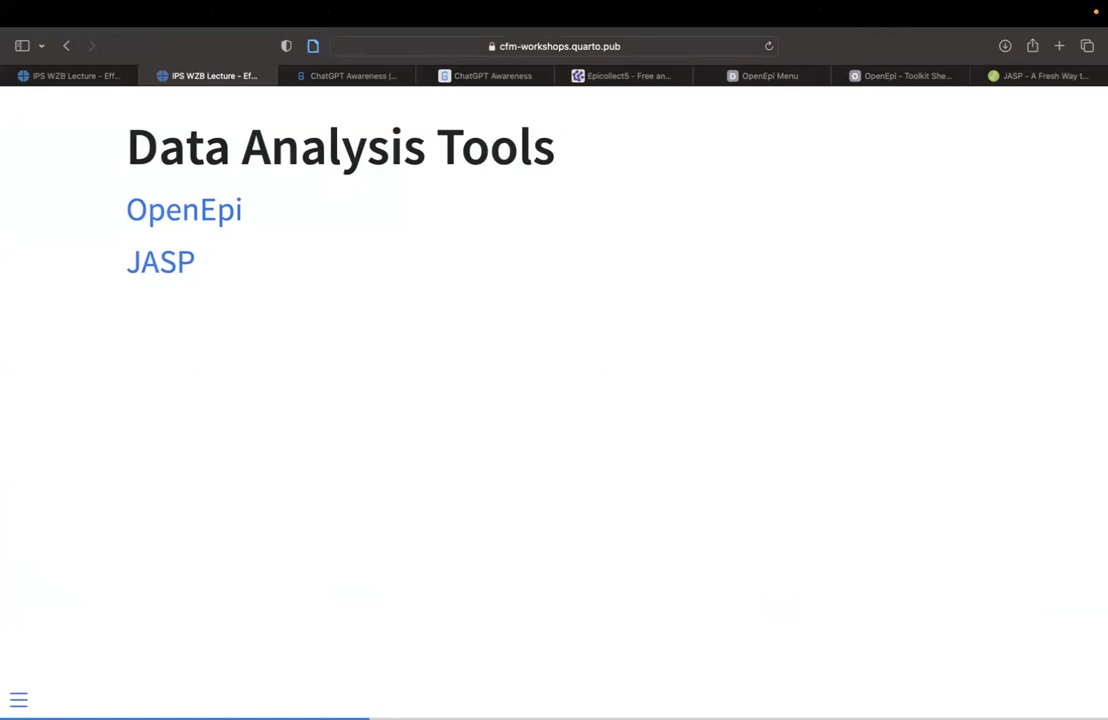 cfm-workshops.quarto.pub
IPS WZB Lecture - Eff...
IPS WZB Lecture - Ef...
ChatGPT Awareness |...
ChatGPT Awareness
Epicollect5 - Free an...
OpenEpi Menu
OpenEpi - Toolkit She...
JASP - A Fresh Way t...
Data Analysis Tools
OpenEpi
JASP